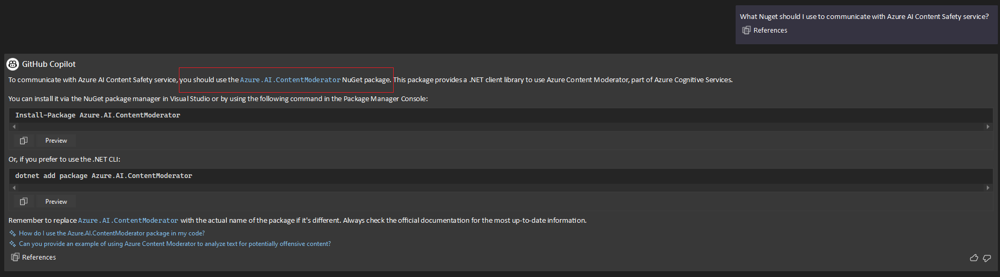 What Nuget should I use to communicate with Azure AI Content Safety service?
References
GitHub Copilot
To communicate with Azure AI Content Safety service, you should use the Azure.AI.ContentModerator NuGet package. This package provides a .NET client library to use Azure Content Moderator, part of Azure Cognitive Services.
You can install it via the NuGet package manager in Visual Studio or by using the following command in the Package Manager Console:
Install-Package Azure.AI.ContentModerator
Preview
Or, if you prefer to use the .NET CLI:
dotnet add package Azure.AI.ContentModerator
Preview
Remember to replace Azure.AI.ContentModerator with the actual name of the package if it's different. Always check the official documentation for the most up-to-date information.
How do I use the Azure.AI.ContentModerator package in my code?
Can you provide an example of using Azure Content Moderator to analyze text for potentially offensive content?
References